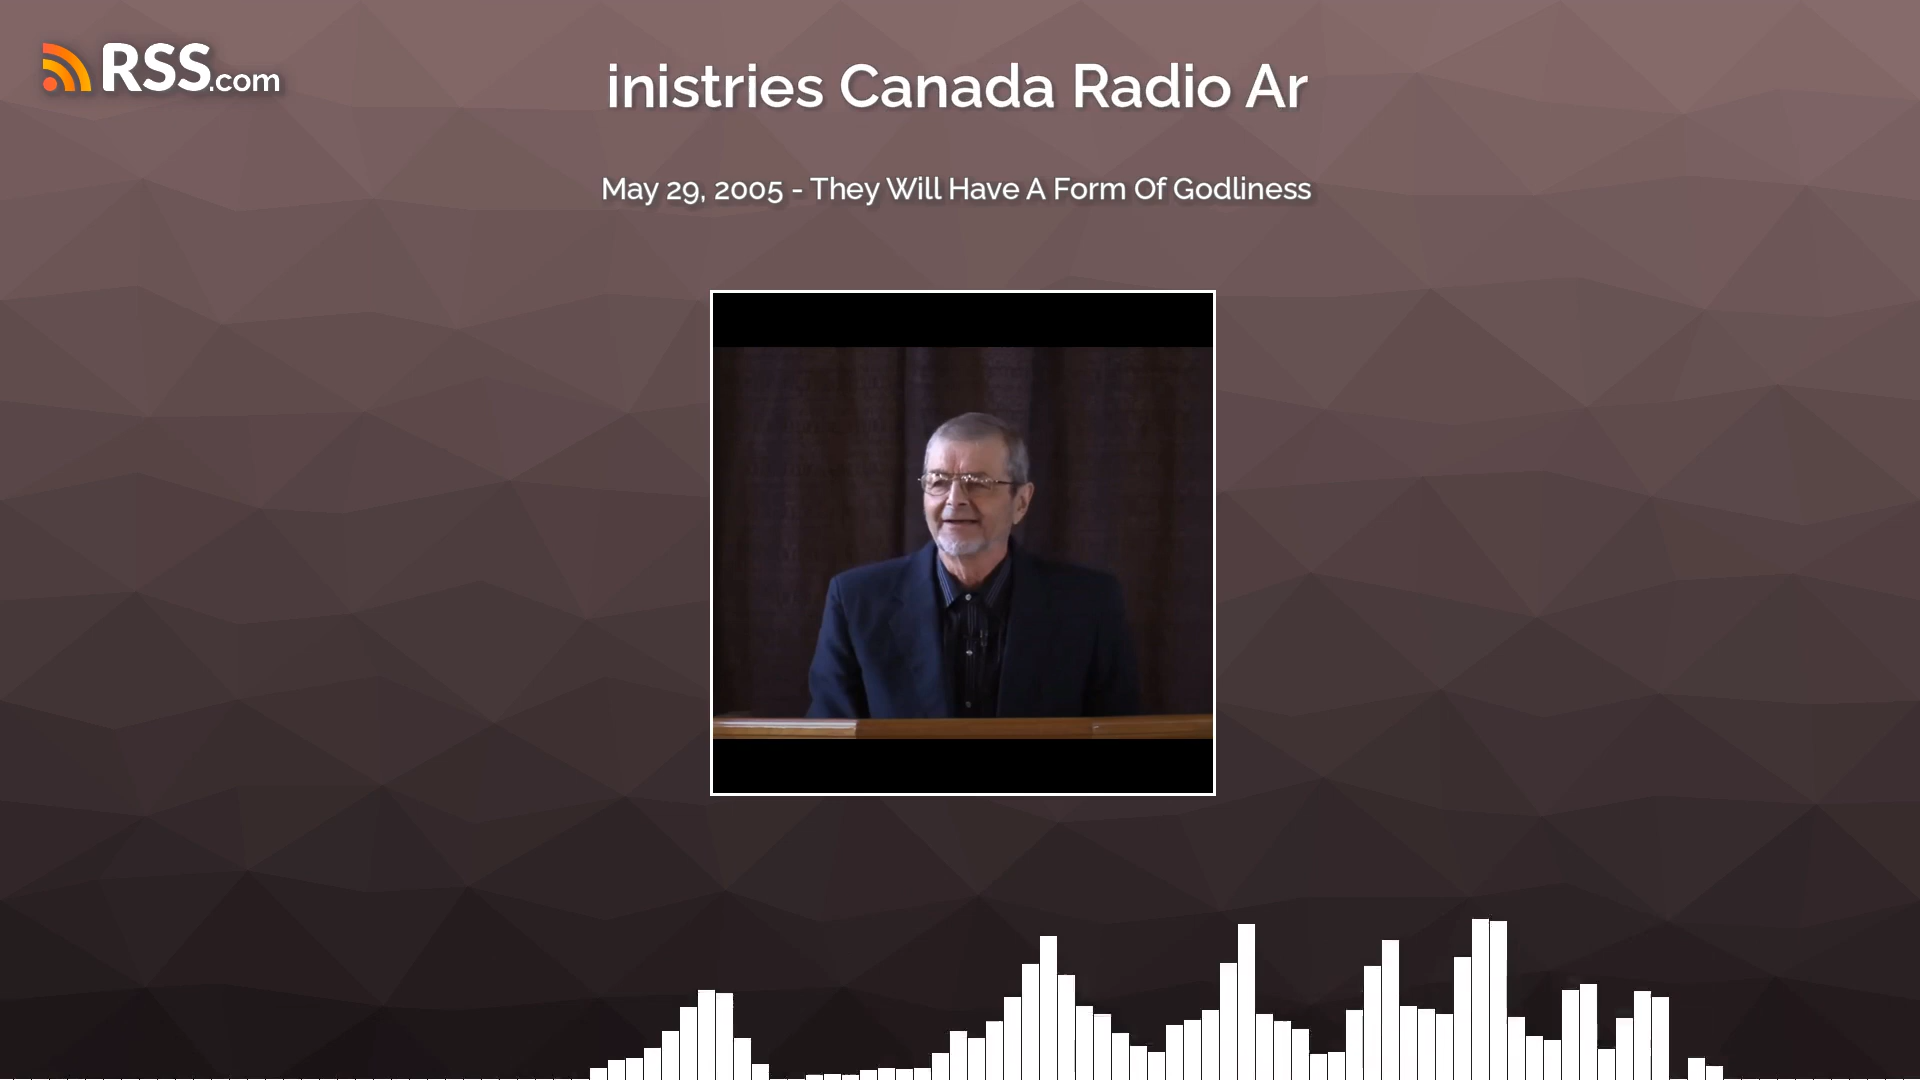 RSS.com
inistries Canada Radio Ar
May 29, 2005 - They Will Have A Form Of Godliness